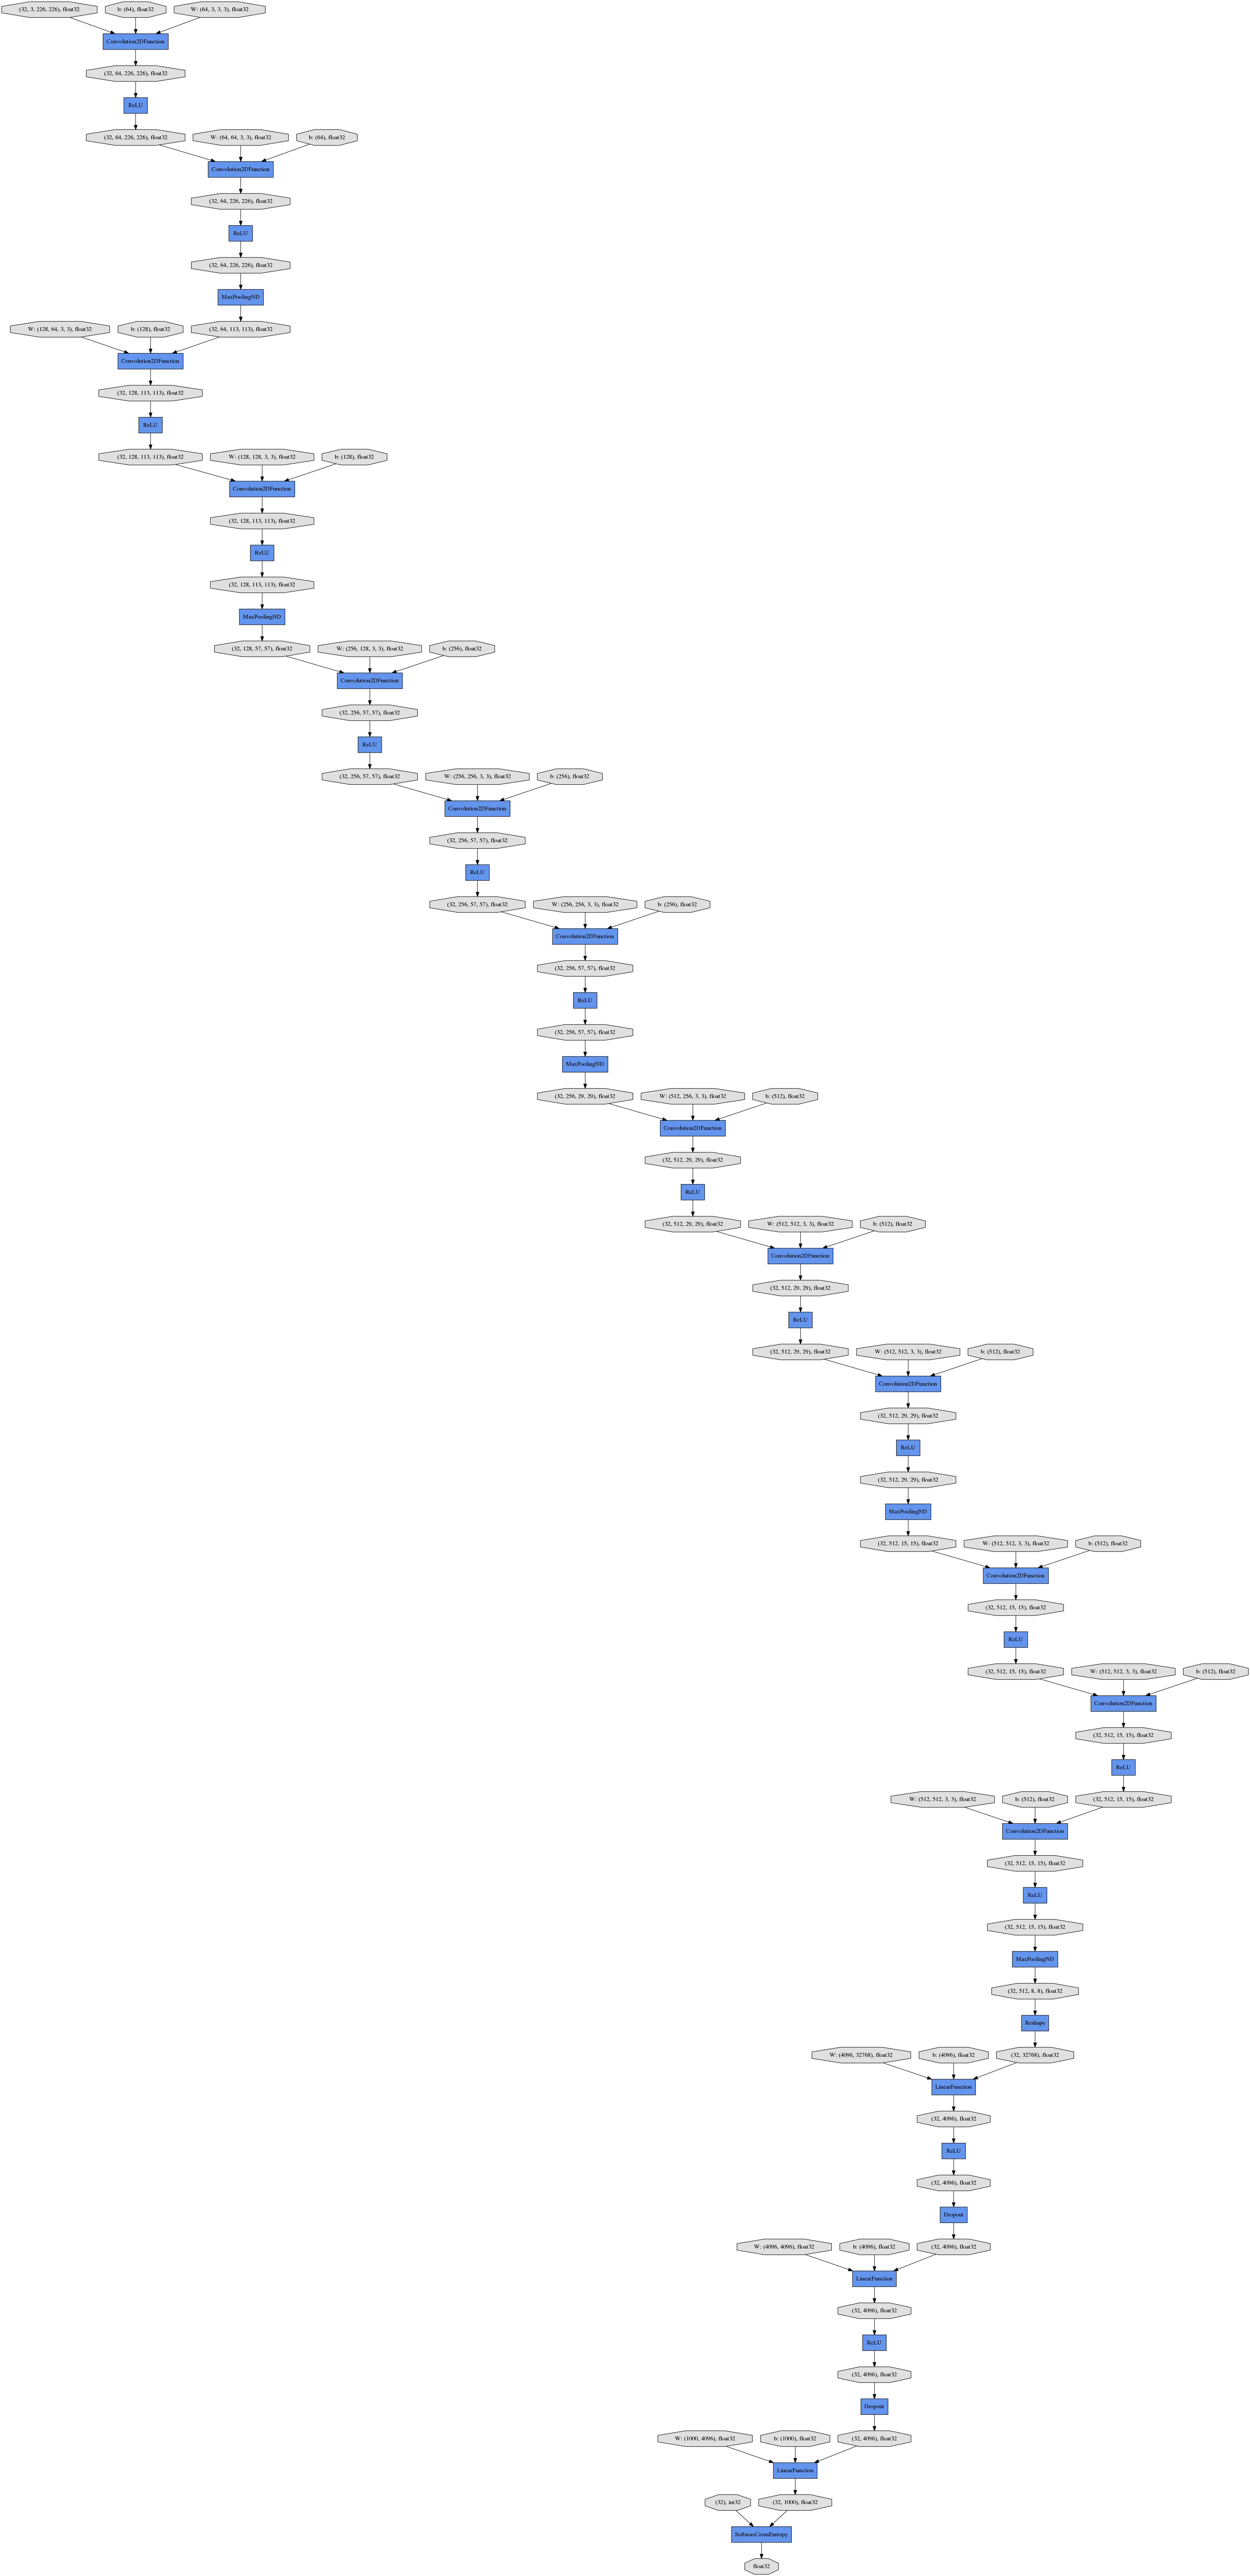 (32, 3, 226, 226), float32
b: (64), float32
W: (64, 3, 3, 3), float32
Convolution2DFunction
(32, 64, 226, 226), float32
ReLU
(32, 64, 226, 226), float32
W: (64, 64, 3, 3), float32
b: (64), float32
Convolution2DFunction
(32, 64, 226, 226), float32
ReLU
(32, 64, 226, 226), float32
MaxPoolingND
W: (128, 64, 3, 3), float32
b: (128), float32
(32, 64, 113, 113), float32
Convolution2DFunction
(32, 128, 113, 113), float32
ReLU
(32, 128, 113, 113), float32
W: (128, 128, 3, 3), float32
b: (128), float32
Convolution2DFunction
(32, 128, 113, 113), float32
ReLU
(32, 128, 113, 113), float32
MaxPoolingND
(32, 128, 57, 57), float32
W: (256, 128, 3, 3), float32
b: (256), float32
Convolution2DFunction
(32, 256, 57, 57), float32
ReLU
(32, 256, 57, 57), float32
W: (256, 256, 3, 3), float32
b: (256), float32
Convolution2DFunction
(32, 256, 57, 57), float32
ReLU
(32, 256, 57, 57), float32
W: (256, 256, 3, 3), float32
b: (256), float32
Convolution2DFunction
(32, 256, 57, 57), float32
ReLU
(32, 256, 57, 57), float32
MaxPoolingND
(32, 256, 29, 29), float32
W: (512, 256, 3, 3), float32
b: (512), float32
Convolution2DFunction
(32, 512, 29, 29), float32
ReLU
(32, 512, 29, 29), float32
W: (512, 512, 3, 3), float32
b: (512), float32
Convolution2DFunction
(32, 512, 29, 29), float32
ReLU
(32, 512, 29, 29), float32
W: (512, 512, 3, 3), float32
b: (512), float32
Convolution2DFunction
(32, 512, 29, 29), float32
ReLU
(32, 512, 29, 29), float32
MaxPoolingND
(32, 512, 15, 15), float32
W: (512, 512, 3, 3), float32
b: (512), float32
Convolution2DFunction
(32, 512, 15, 15), float32
ReLU
(32, 512, 15, 15), float32
W: (512, 512, 3, 3), float32
b: (512), float32
Convolution2DFunction
(32, 512, 15, 15), float32
ReLU
W: (512, 512, 3, 3), float32
b: (512), float32
(32, 512, 15, 15), float32
Convolution2DFunction
(32, 512, 15, 15), float32
ReLU
(32, 512, 15, 15), float32
MaxPoolingND
(32, 512, 8, 8), float32
Reshape
W: (4096, 32768), float32
b: (4096), float32
(32, 32768), float32
LinearFunction
(32, 4096), float32
ReLU
(32, 4096), float32
Dropout
W: (4096, 4096), float32
b: (4096), float32
(32, 4096), float32
LinearFunction
(32, 4096), float32
ReLU
(32, 4096), float32
Dropout
W: (1000, 4096), float32
b: (1000), float32
(32, 4096), float32
LinearFunction
(32), int32
(32, 1000), float32
SoftmaxCrossEntropy
float32